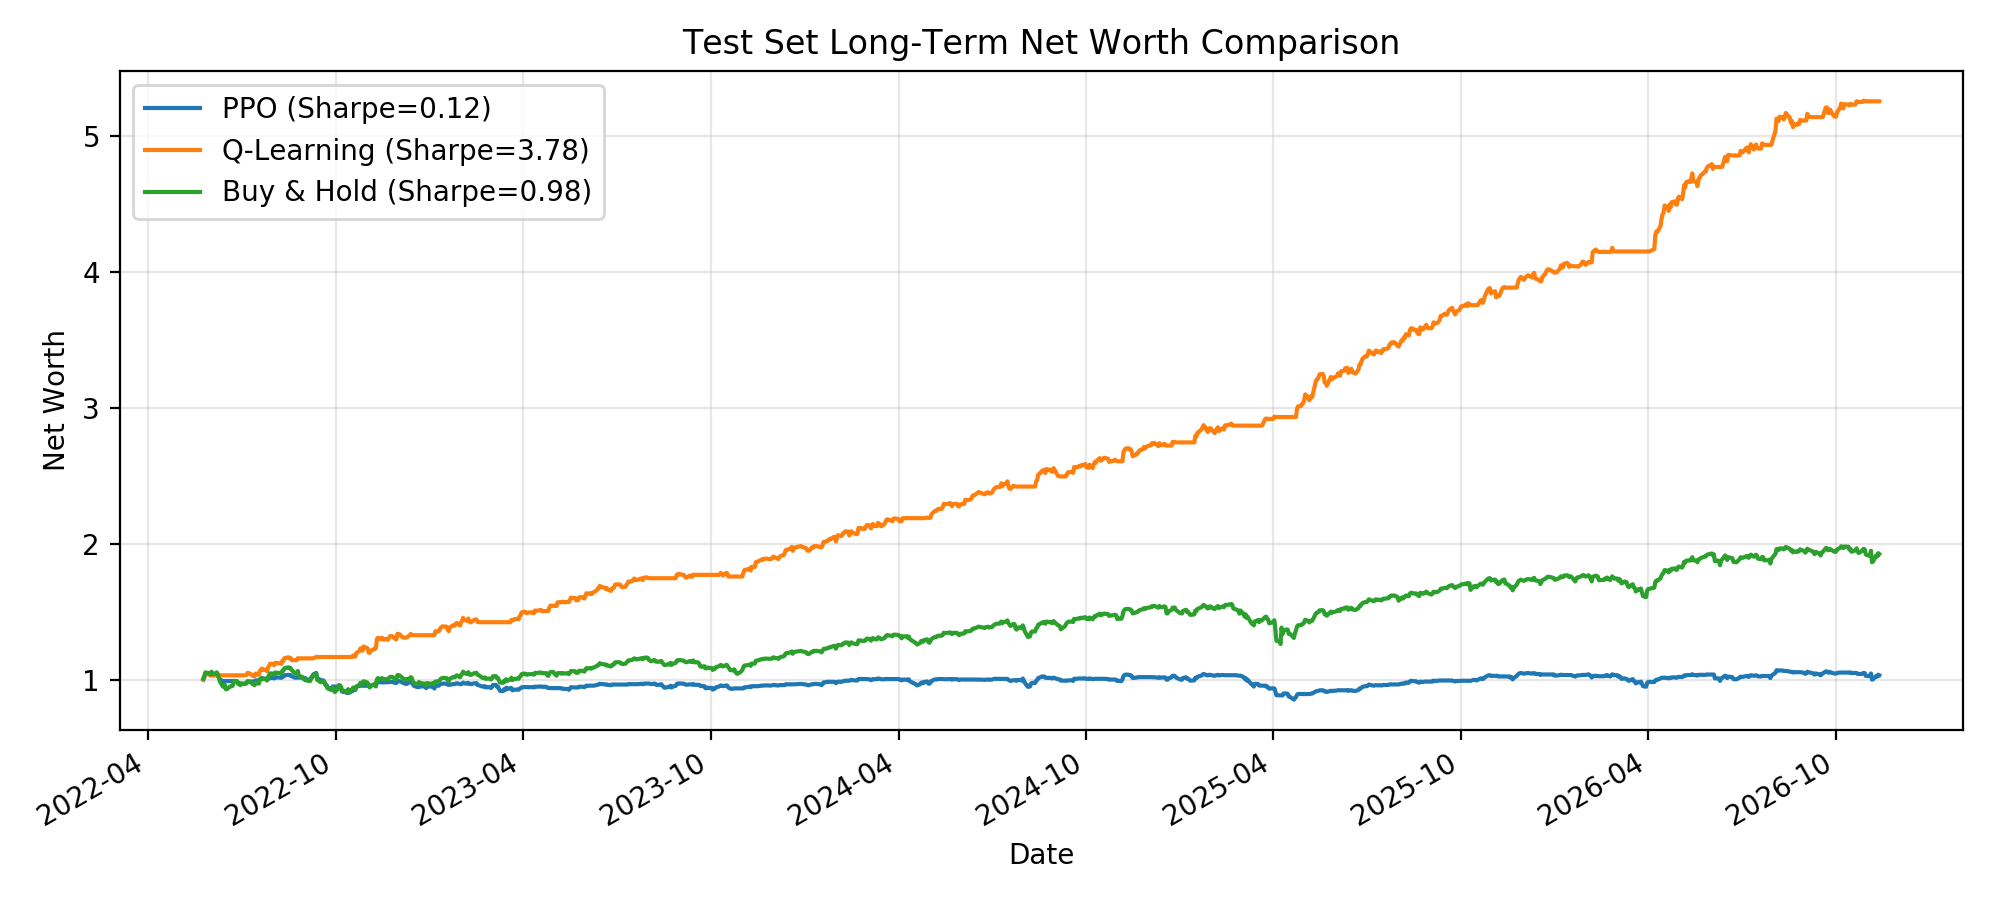 Test Set Long-Term Net Worth Comparison
PPO (Sharpe=0.12)
Q-Learning (Sharpe=3.78)
Buy & Hold (Sharpe=0.98)
Net Worth
5
4
3
2
1
2022-04
2022-10
2023-04
2023-10
2024-04
2024-10
2025-04
2025-10
2026-04
2026-10
Date